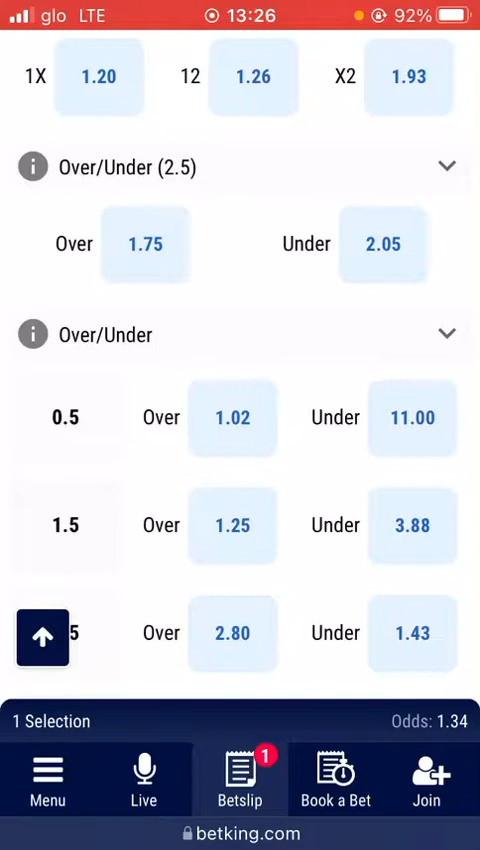 glo LTE 13:26 92%
1X 1.20 12 1.26 X2 1.93
Over/Under (2.5)
Over 1.75 Under 2.05
Over/Under
0.5 Over 1.02 Under 11.00
1.5 Over 1.25 Under 3.88
5 Over 2.80 Under 1.43
1 Selection Odds: 1.34
1
Menu Live Betslip Book a Bet Join
betking.com